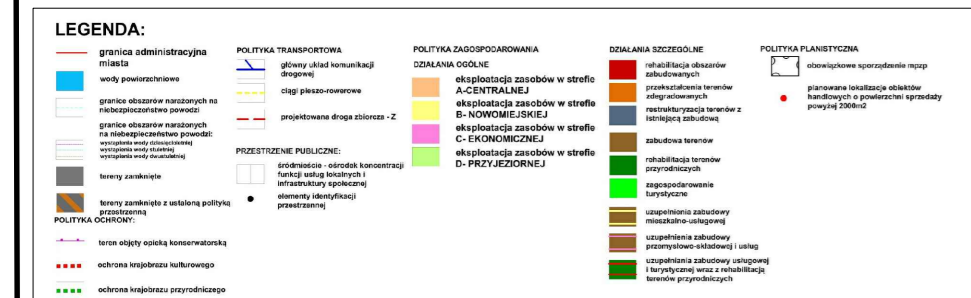 LEGENDA:
granica administracyjna
miasta
wody powierzchniowe
granice obszarów narażonych na
niebezpieczeństwo powodzi
granice obszarów narażonych
na niebezpieczeństwo powodzi:
wystąpienia wody dziesięcioletniej
wystąpienia wody stuletniej
wystąpienia wody dwustuletniej
tereny zamknięte
tereny zamknięte z ustaloną polityką
przestrzenną
POLITYKA OCHRONY:
teren objęty opieką konserwatorską
ochrona krajobrazu kulturowego
ochrona krajobrazu przyrodniczego
POLITYKA TRANSPORTOWA
główny układ komunikacji
drogowej
ciągi pieszo-rowerowe
projektowana droga zbiorcza - Z
PRZESTRZENIE PUBLICZNE:
śródmieście - ośrodek koncentracji
funkcji usług lokalnych i
infrastruktury społecznej
elementy identyfikacji
przestrzennej
POLITYKA ZAGOSPODAROWANIA
DZIAŁANIA OGÓLNE
eksploatacja zasobów w strefie
A-CENTRALNEJ
eksploatacja zasobów w strefie
B- NOWOMIEJSKIEJ
eksploatacja zasobów w strefie
C- EKONOMICZNEJ
eksploatacja zasobów w strefie
D- PRZYJEZIORNEJ
DZIAŁANIA SZCZEGÓLNE
rehabilitacja obszarów
zabudowanych
przekształcenia terenów
zdegradowanych
restrukturyzacja terenów z
istniejącą zabudową
zabudowa terenów
rehabilitacja terenów
przyrodniczych
zagospodarowanie
turystyczne
uzupełnienia zabudowy
mieszkalno-usługowej
uzupełnienia zabudowy
przemysłowo-składowej i usług
uzupełniania zabudowy usługowej
i turystycznej wraz z rehabilitacją
terenów przyrodniczych
POLITYKA PLANISTYCZNA
obowiązkowe sporządzenie mpzp
planowane lokalizacje obiektów
handlowych o powierzchni sprzedaży
powyżej 2000m2